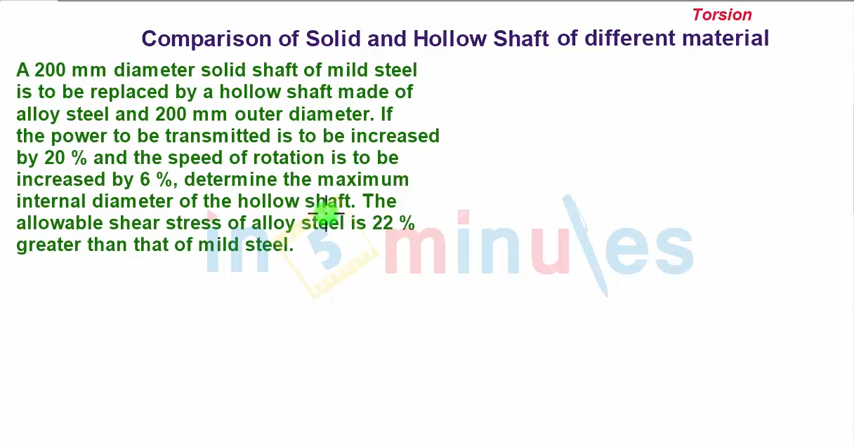 Torsion
Comparison of Solid and Hollow Shaft of different material
A 200 mm diameter solid shaft of mild steel
is to be replaced by a hollow shaft made of
alloy steel and 200 mm outer diameter. If
the power to be transmitted is to be increased
by 20 % and the speed of rotation is to be
increased by 6 %, determine the maximum
internal diameter of the hollow shaft. The
allowable shear stress of alloy steel is 22 %
greater than that of mild steel.
in 5 minutes